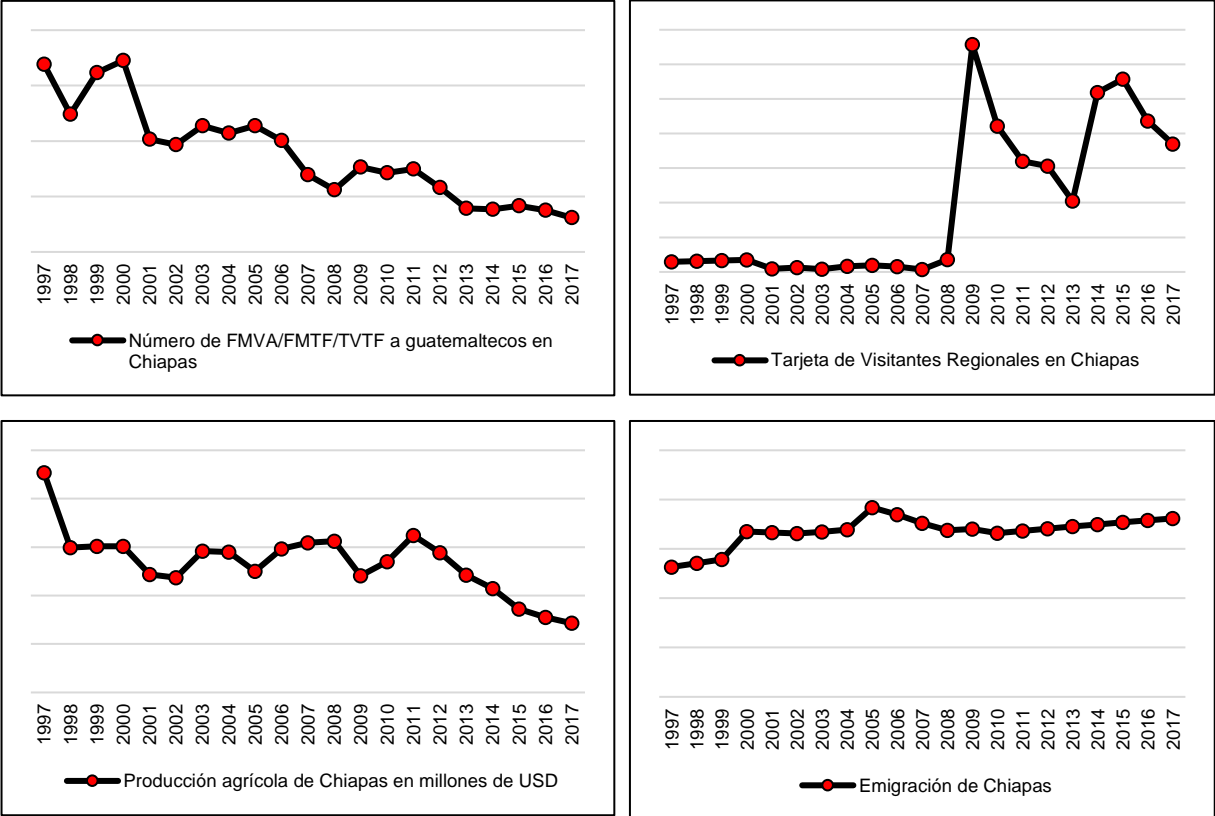 1997 1998 1999 2000 2001 2002 2003 2004 2005 2006 2007 2008 2009 2010 2011 2012 2013 2014 2015 2016 2017
Número de FMVA/FMTF/TVTF a guatemaltecos en
Chiapas
1997 1998 1999 2000 2001 2002 2003 2004 2005 2006 2007 2008 2009 2010 2011 2012 2013 2014 2015 2016 2017
Tarjeta de Visitantes Regionales en Chiapas
1997 1998 1999 2000 2001 2002 2003 2004 2005 2006 2007 2008 2009 2010 2011 2012 2013 2014 2015 2016 2017
Producción agrícola de Chiapas en millones de USD
1997 1998 1999 2000 2001 2002 2003 2004 2005 2006 2007 2008 2009 2010 2011 2012 2013 2014 2015 2016 2017
Emigración de Chiapas